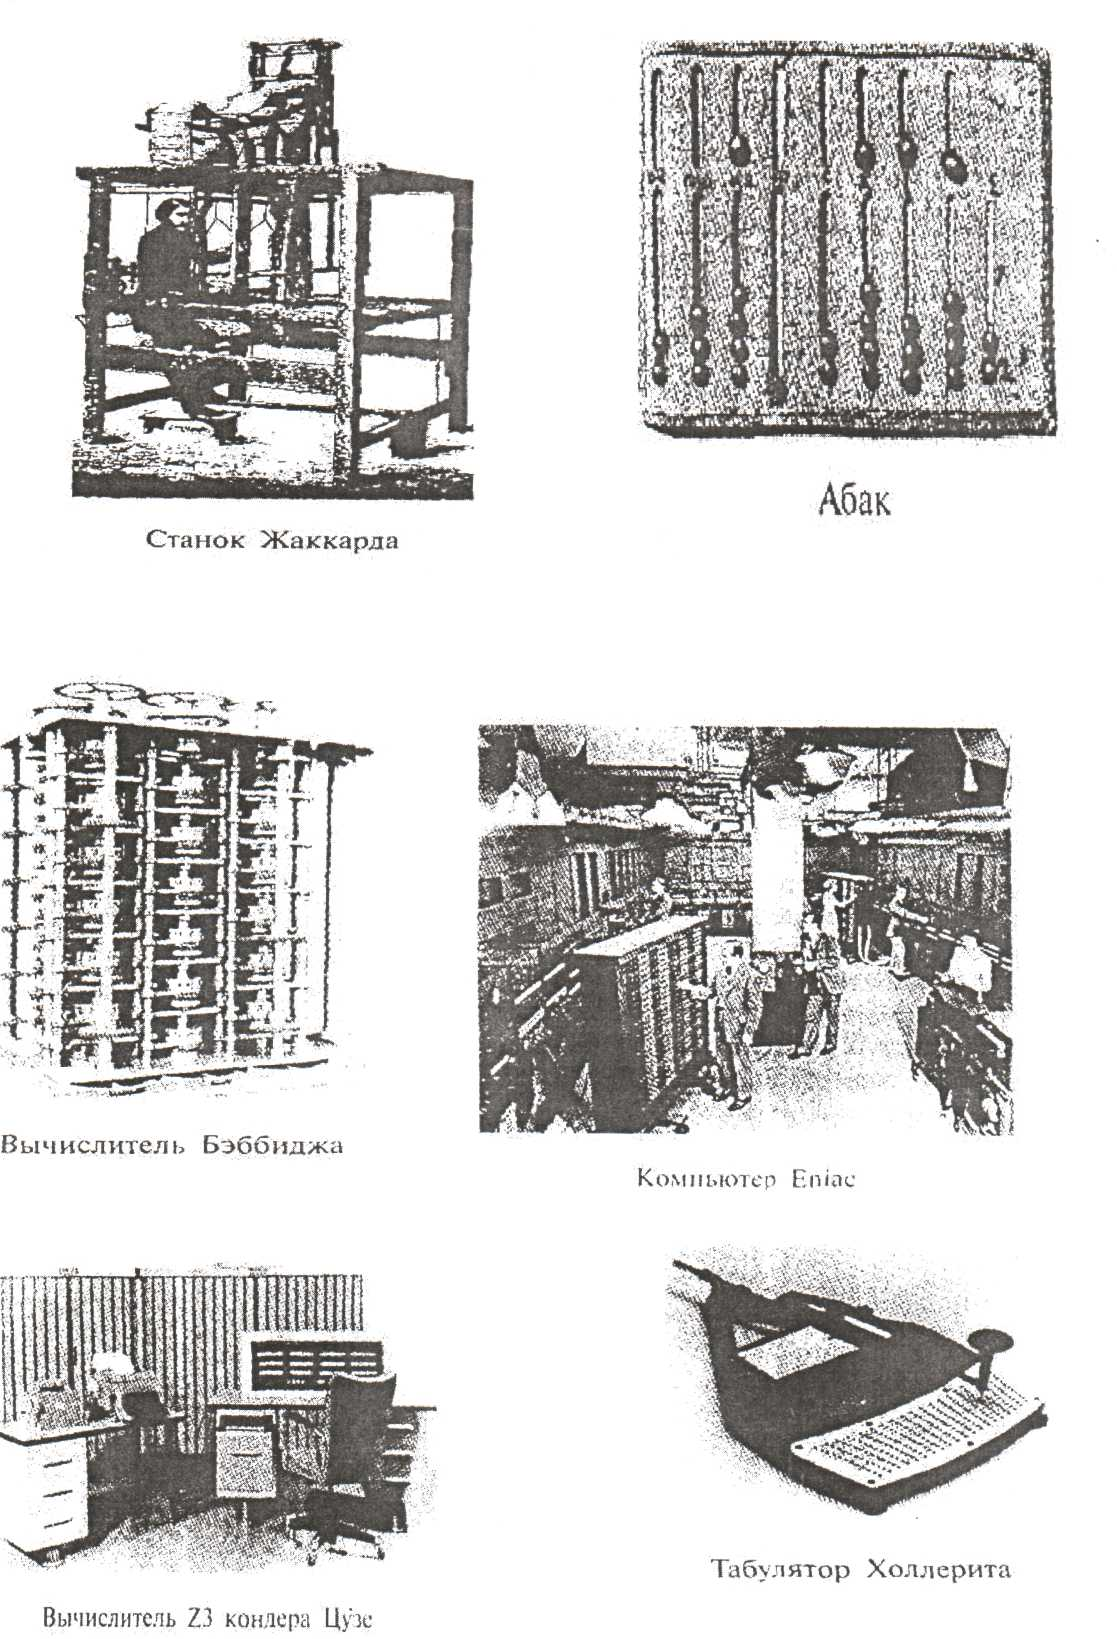 Станок Жаккарда
Абак
Вычислитель Бэббиджа
Компьютер Eniac
Табулятор Холлерита
Вычислитель Z3 кондера Цузе